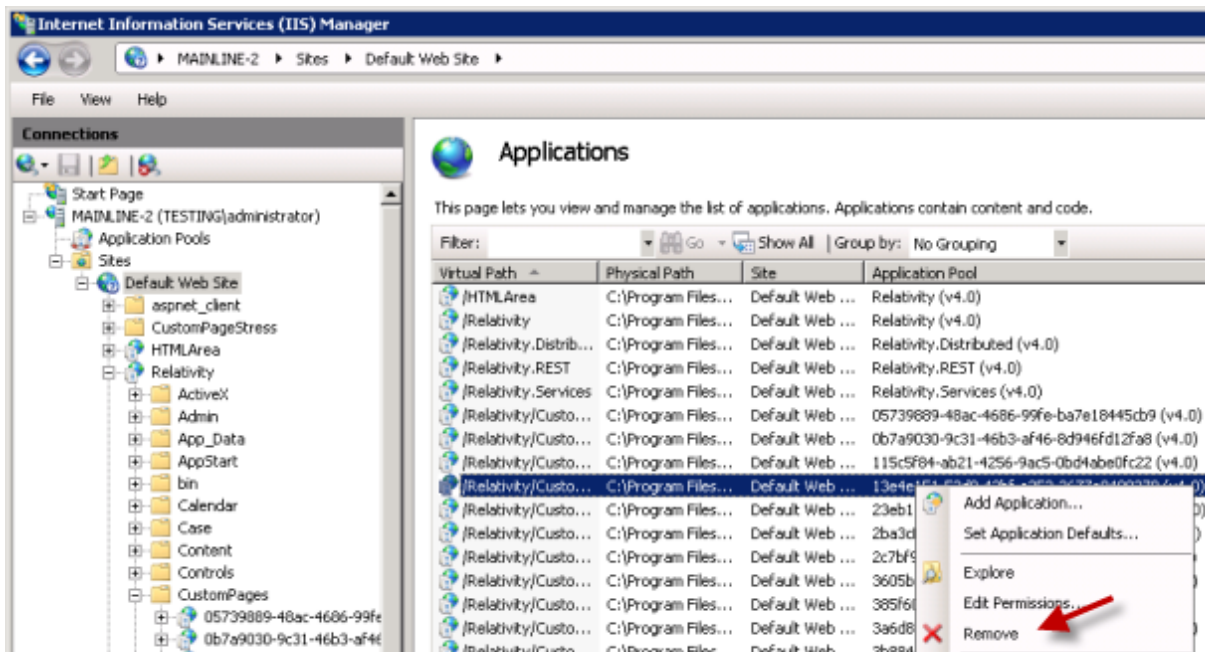 Internet Information Services (IIS) Manager
MAINLINE-2 Sites Default Web Site
File View Help
Connections
Start Page
MAINLINE-2 (TESTING\administrator)
Application Pools
Sites
Default Web Site
aspnet_client
CustomPageStress
HTMLArea
Relativity
ActiveX
Admin
App_Data
AppStart
bin
Calendar
Case
Content
Controls
CustomPages
05739889-48ac-4686-99fe
0b7a9030-9c31-46b3-af46
Applications
This page lets you view and manage the list of applications. Applications contain content and code.
Filter: Go Show All Group by: No Grouping
Virtual Path Physical Path Site Application Pool
/HTMLArea C:\Program Files... Default Web ... Relativity (v4.0)
/Relativity C:\Program Files... Default Web ... Relativity (v4.0)
/Relativity.Distrib... C:\Program Files... Default Web ... Relativity.Distributed (v4.0)
/Relativity.REST C:\Program Files... Default Web ... Relativity.REST (v4.0)
/Relativity.Services C:\Program Files... Default Web ... Relativity.Services (v4.0)
/Relativity/Custo... C:\Program Files... Default Web ... 05739889-48ac-4686-99fe-ba7e18445cb9 (v4.0)
/Relativity/Custo... C:\Program Files... Default Web ... 0b7a9030-9c31-46b3-af46-8d946fd12fa8 (v4.0)
/Relativity/Custo... C:\Program Files... Default Web ... 115c5f84-ab21-4256-9ac5-0bd4abe0fc22 (v4.0)
/Relativity/Custo... C:\Program Files... Default Web ...
/Relativity/Custo... C:\Program Files... Default Web ... 23eb1
/Relativity/Custo... C:\Program Files... Default Web ... 2ba3d
/Relativity/Custo... C:\Program Files... Default Web ... 2c7bf9
/Relativity/Custo... C:\Program Files... Default Web ... 3605b
/Relativity/Custo... C:\Program Files... Default Web ... 385f6
/Relativity/Custo... C:\Program Files... Default Web ... 3a6d8
/Relativity/Custo... C:\Program Files... Default Web ...
Add Application...
Set Application Defaults...
Explore
Edit Permissions...
Remove